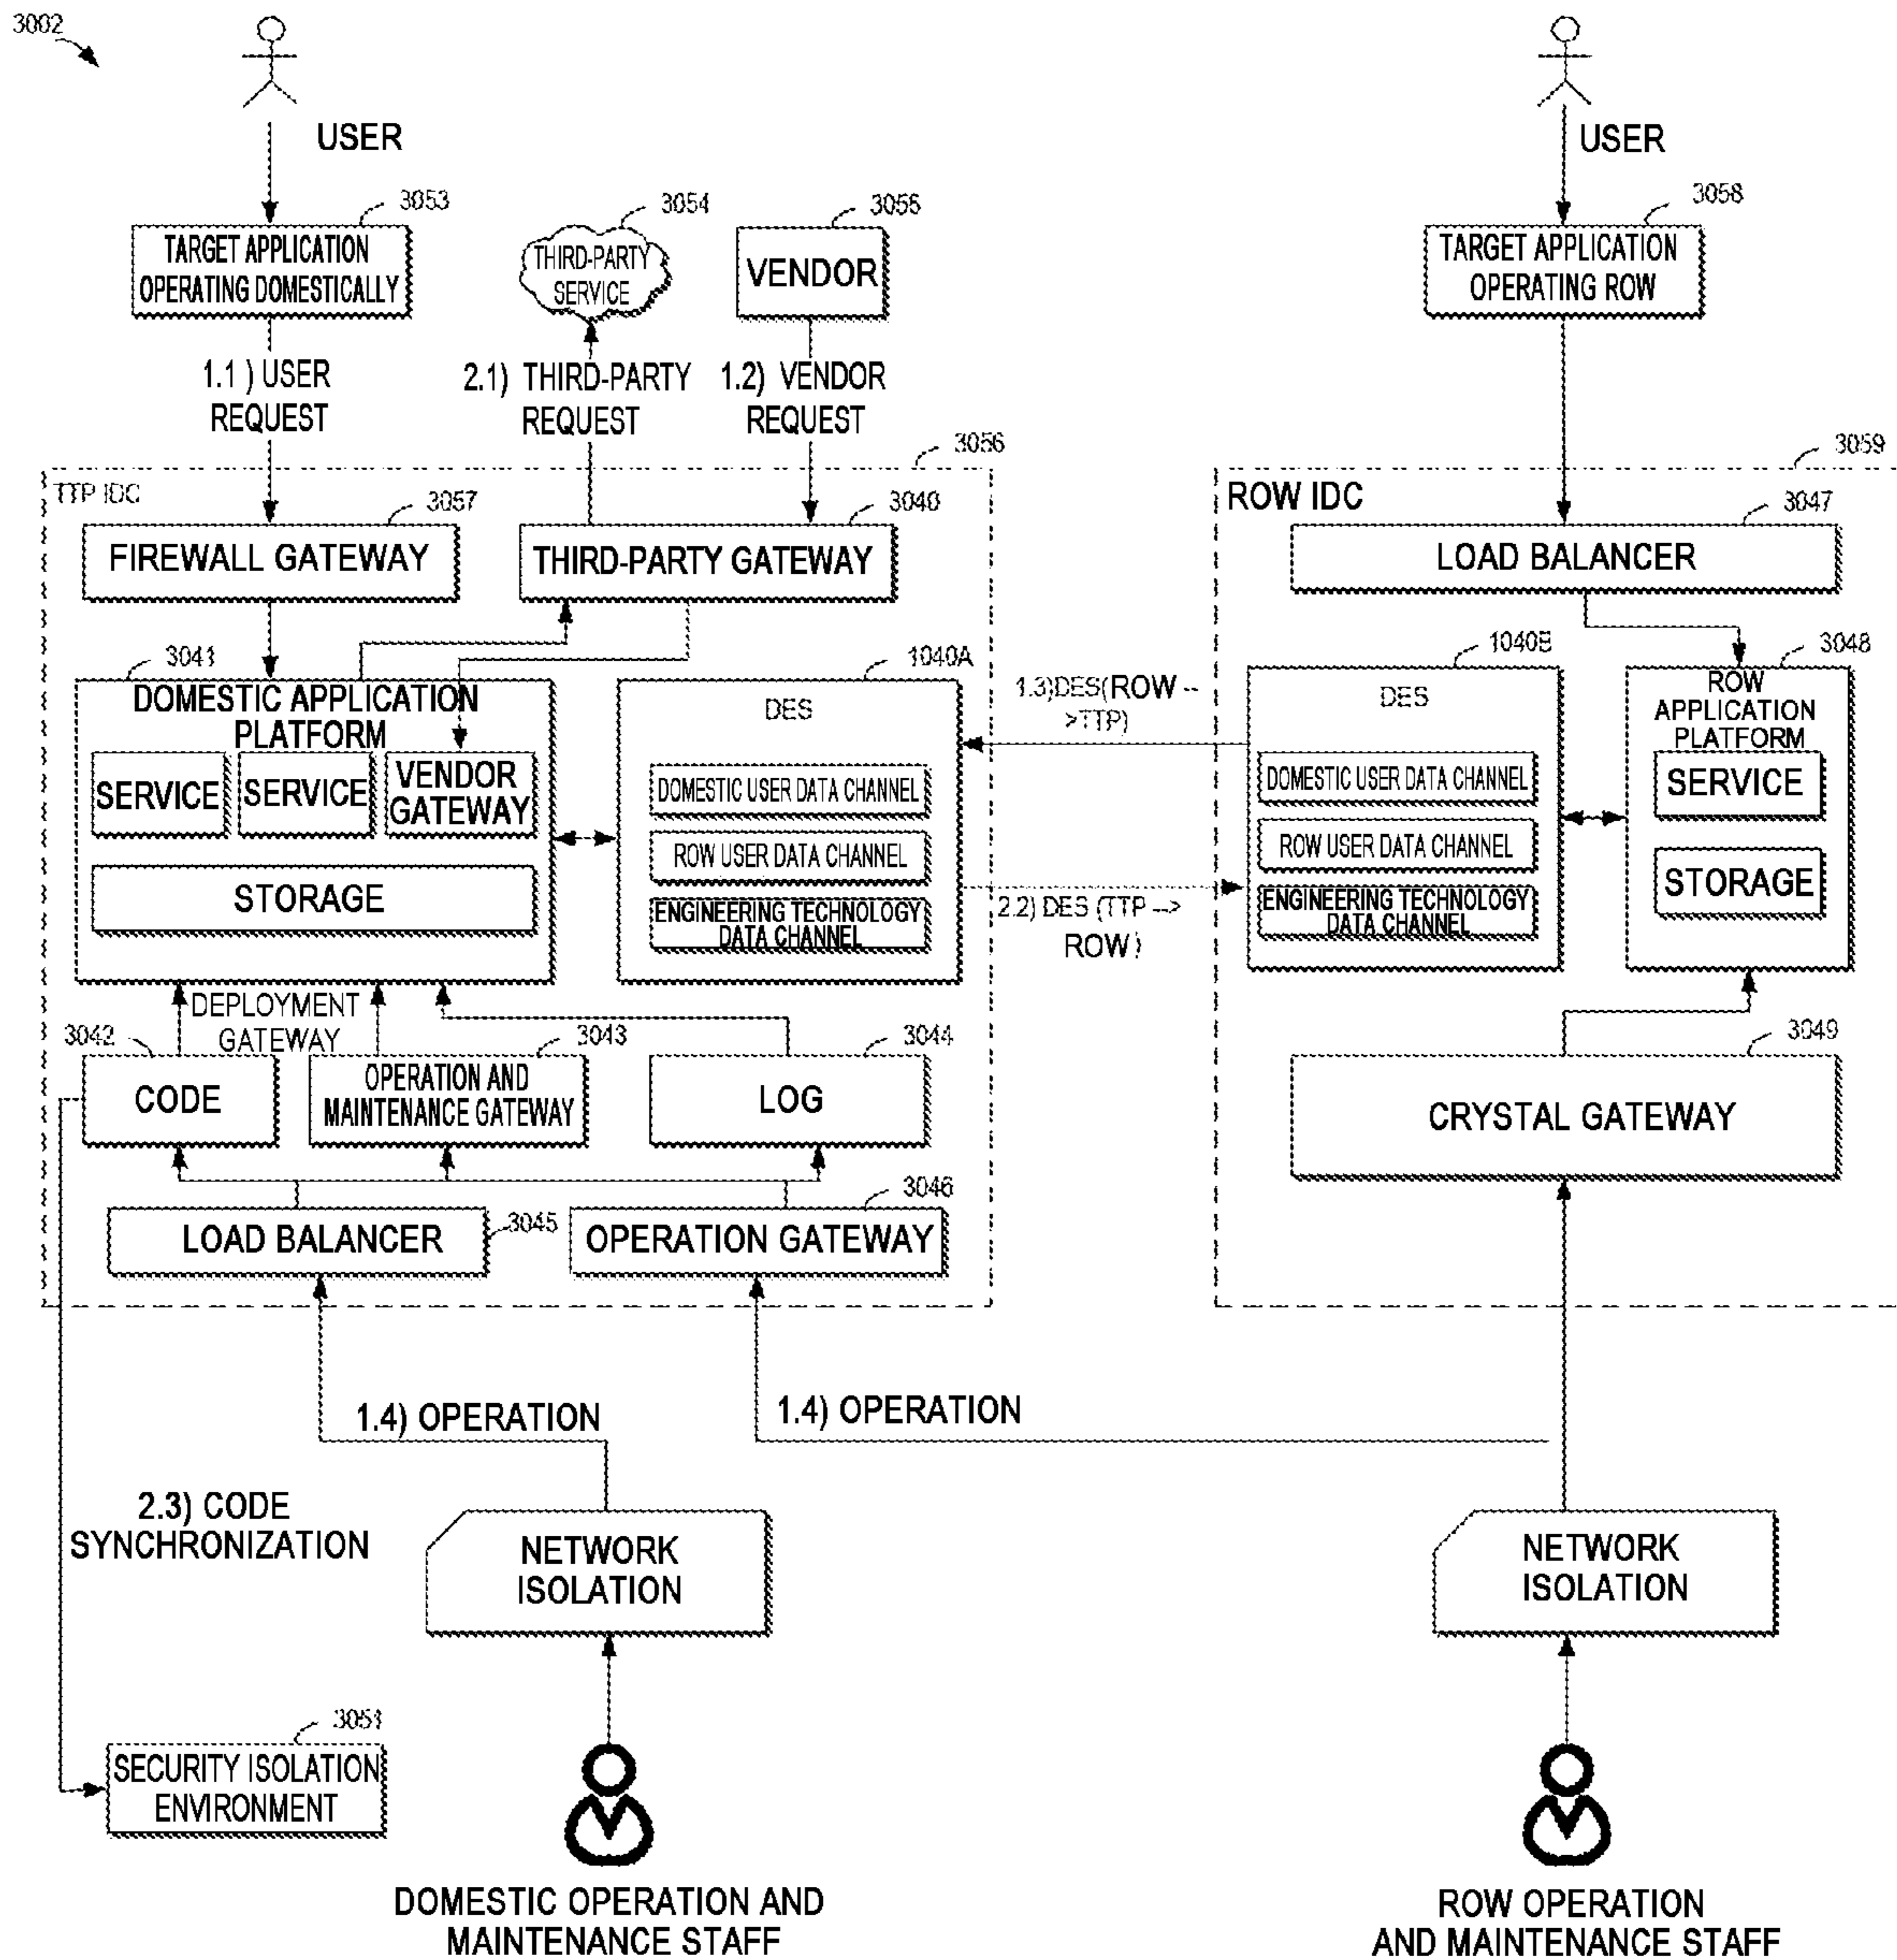 3002
USER
USER
3053
3054
3055
3058
TARGET APPLICATION
OPERATING DOMESTICALLY
THIRD-PARTY
SERVICE
VENDOR
TARGET APPLICATION
OPERATING ROW
1.1 ) USER
REQUEST
2.1) THIRD-PARTY
REQUEST
1.2) VENDOR
REQUEST
3056
3059
TTP IDC
ROW IDC
3057
3040
3047
FIREWALL GATEWAY
THIRD-PARTY GATEWAY
LOAD BALANCER
3041
1040A
1040B
3048
DOMESTIC APPLICATION
PLATFORM
SERVICE
SERVICE
VENDOR
GATEWAY
STORAGE
DES
DOMESTIC USER DATA CHANNEL
ROW USER DATA CHANNEL
ENGINEERING TECHNOLOGY
DATA CHANNEL
1.3)DES(ROW --
>TTP)
2.2) DES (TTP -->
ROW )
DES
DOMESTIC USER DATA CHANNEL
ROW USER DATA CHANNEL
ENGINEERING TECHNOLOGY
DATA CHANNEL
ROW
APPLICATION
PLATFORM
SERVICE
STORAGE
DEPLOYMENT
GATEWAY
3042
3043
3044
3049
CODE
OPERATION AND
MAINTENANCE GATEWAY
LOG
CRYSTAL GATEWAY
3045
3046
LOAD BALANCER
OPERATION GATEWAY
1.4) OPERATION
1.4) OPERATION
2.3) CODE
SYNCHRONIZATION
NETWORK
ISOLATION
NETWORK
ISOLATION
3051
SECURITY ISOLATION
ENVIRONMENT
DOMESTIC OPERATION AND
MAINTENANCE STAFF
ROW OPERATION
AND MAINTENANCE STAFF